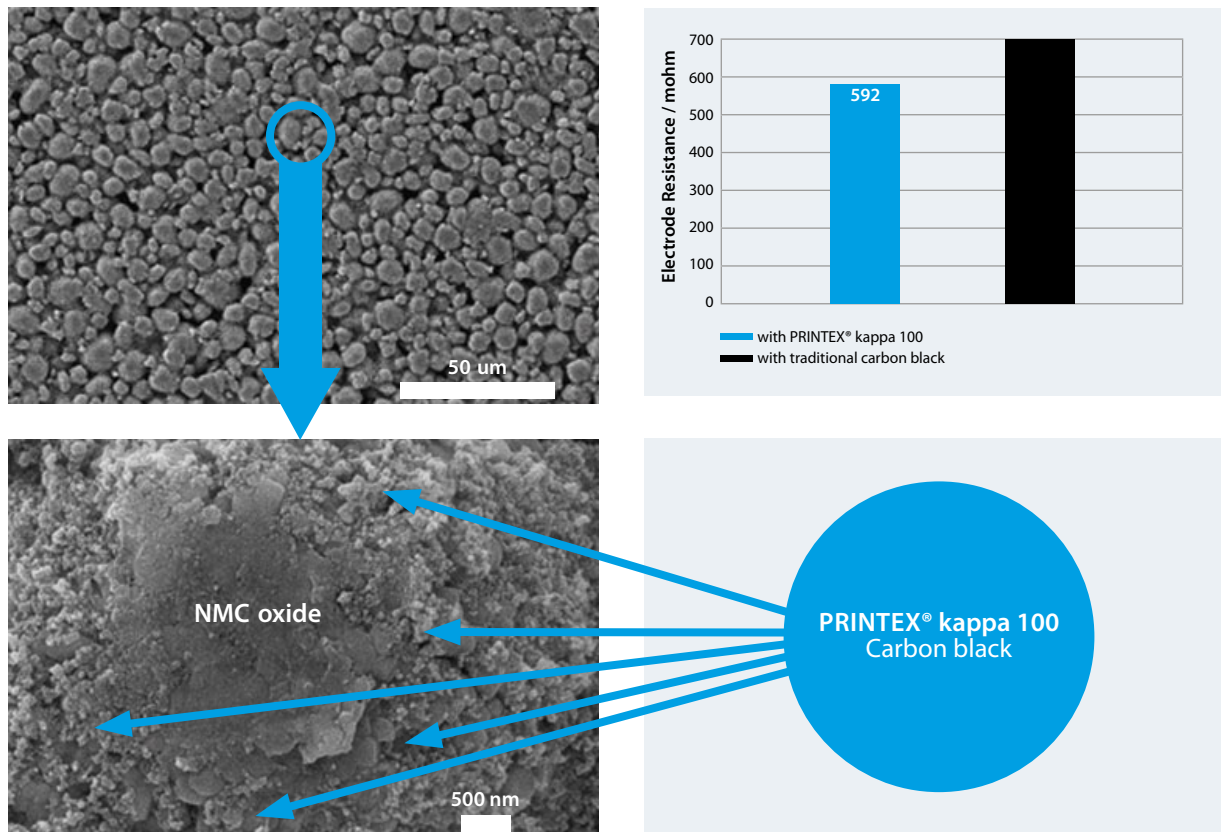 50 um
Electrode Resistance / mohm
700
600
500
400
300
200
100
0
592
with PRINTEX® kappa 100
with traditional carbon black
NMC oxide
500 nm
PRINTEX® kappa 100
Carbon black